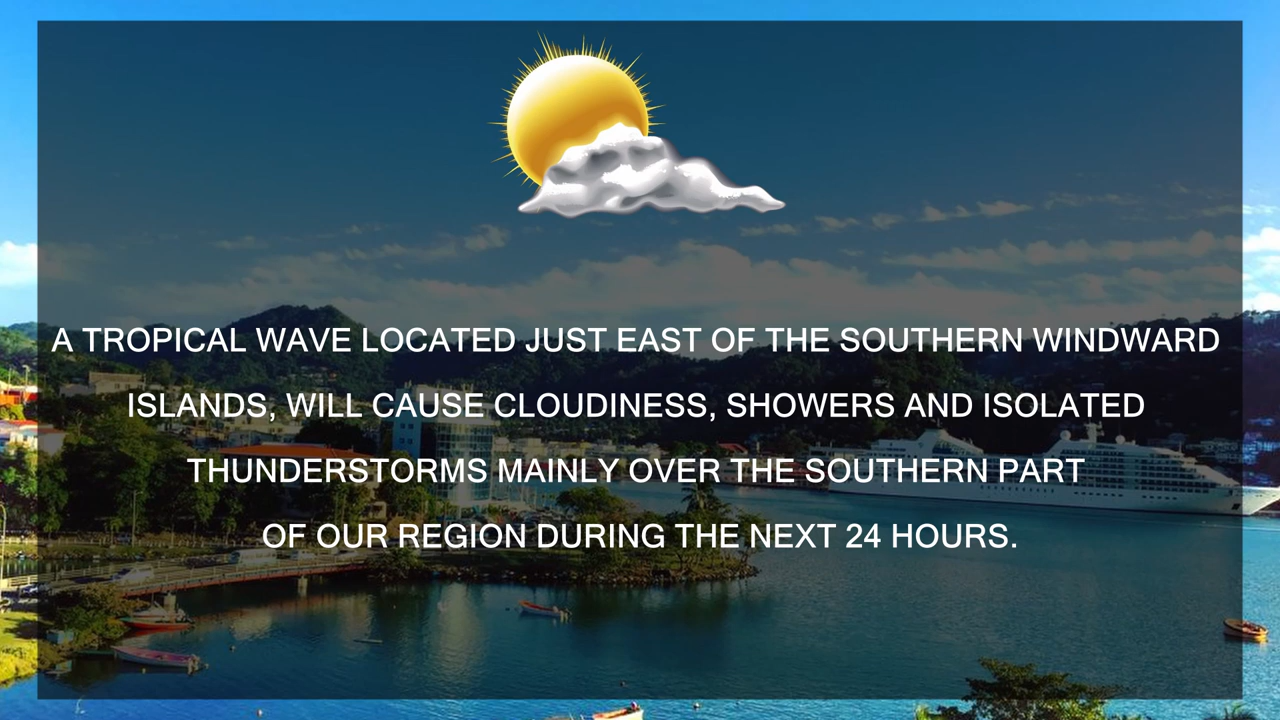 A TROPICAL WAVE LOCATED JUST EAST OF THE SOUTHERN WINDWARD
ISLANDS, WILL CAUSE CLOUDINESS, SHOWERS AND ISOLATED
THUNDERSTORMS MAINLY OVER THE SOUTHERN PART
OF OUR REGION DURING THE NEXT 24 HOURS.